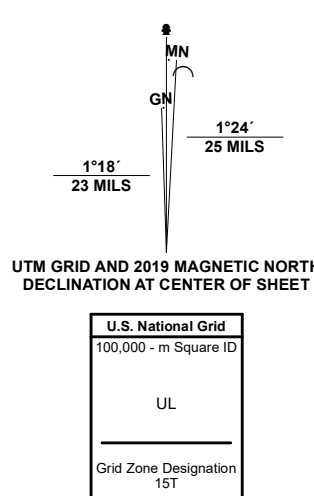 MN
GN
1°24´
25 MILS
1°18´
23 MILS
UTM GRID AND 2019 MAGNETIC NORTH
DECLINATION AT CENTER OF SHEET
U.S. National Grid
100,000 - m Square ID
UL
Grid Zone Designation
15T